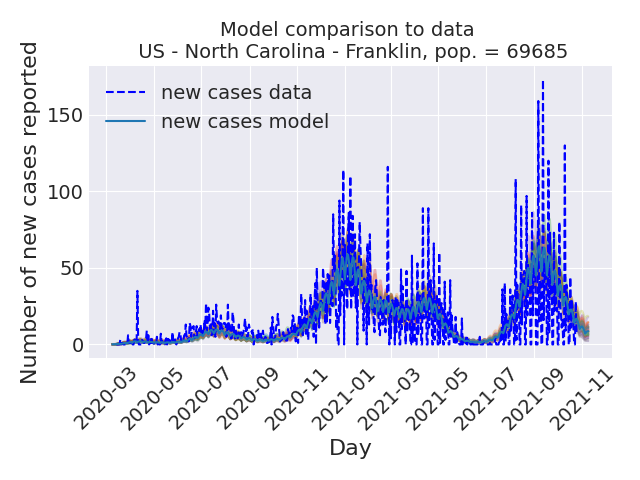 Model comparison to data
US - North Carolina - Franklin, pop. = 69685
Number of new cases reported
150
100
50
0
new cases data
new cases model
2020-03
2020-05
2020-07
2020-09
2020-11
2021-01
2021-03
2021-05
2021-07
2021-09
2021-11
Day